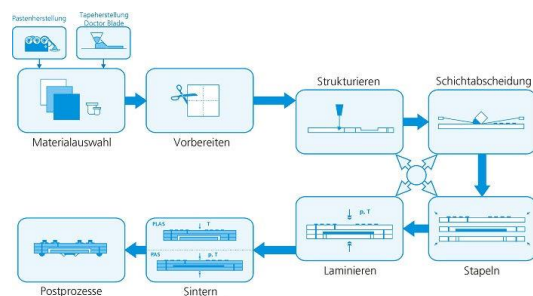 Pastenherstellung
Tapeherstellung
Doctor Blade
Materialauswahl
Vorbereiten
Strukturieren
Schichtabscheidung
Stapeln
p, T
Laminieren
PLAS
T
PAS
p, T
Sintern
Postprozesse